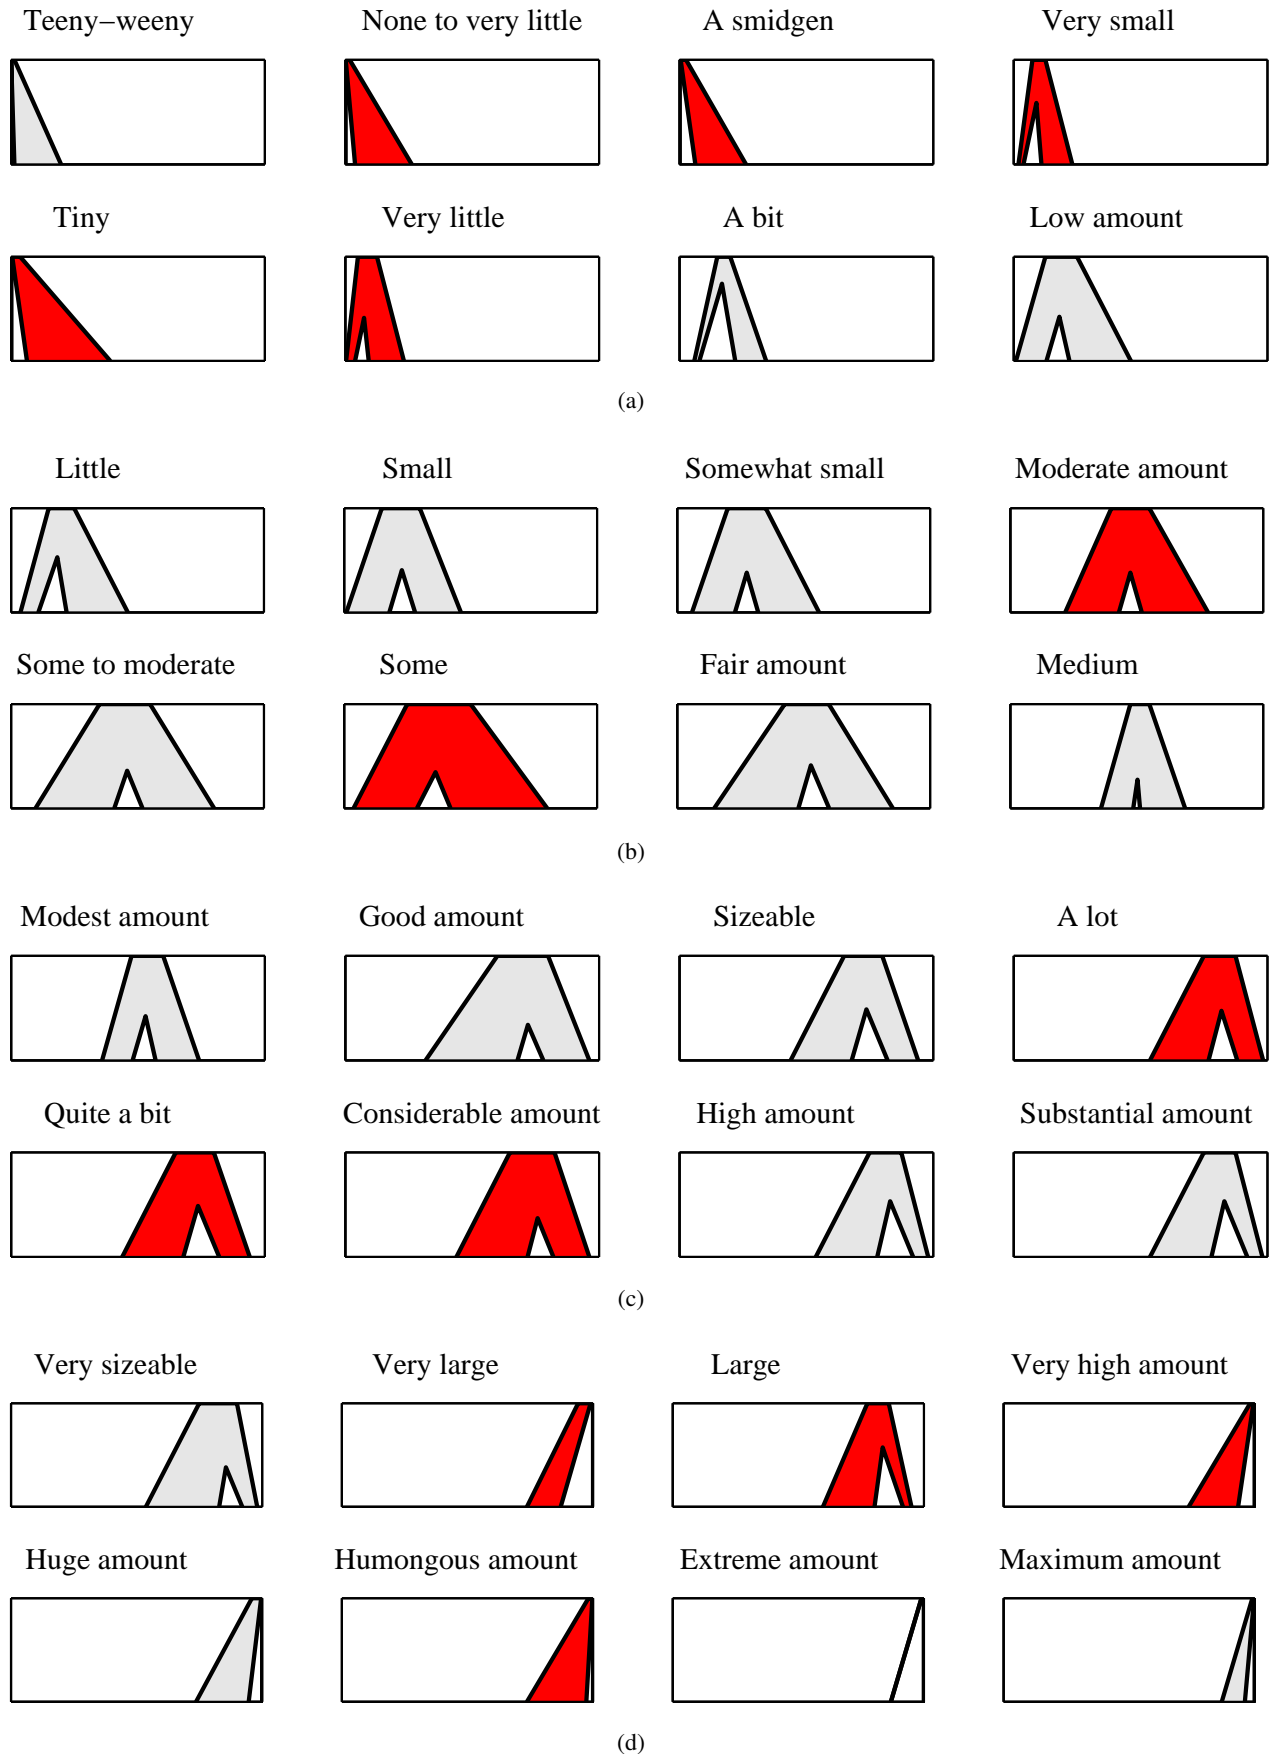 Teeny−weeny
None to very little
A smidgen
Very small
Tiny
Very little
A bit
Low amount
(a)
Little
Small
Somewhat small
Moderate amount
Some to moderate
Some
Fair amount
Medium
(b)
Modest amount
Good amount
Sizeable
A lot
Quite a bit
Considerable amount
High amount
Substantial amount
(c)
Very sizeable
Very large
Large
Very high amount
Huge amount
Humongous amount
Extreme amount
Maximum amount
(d)